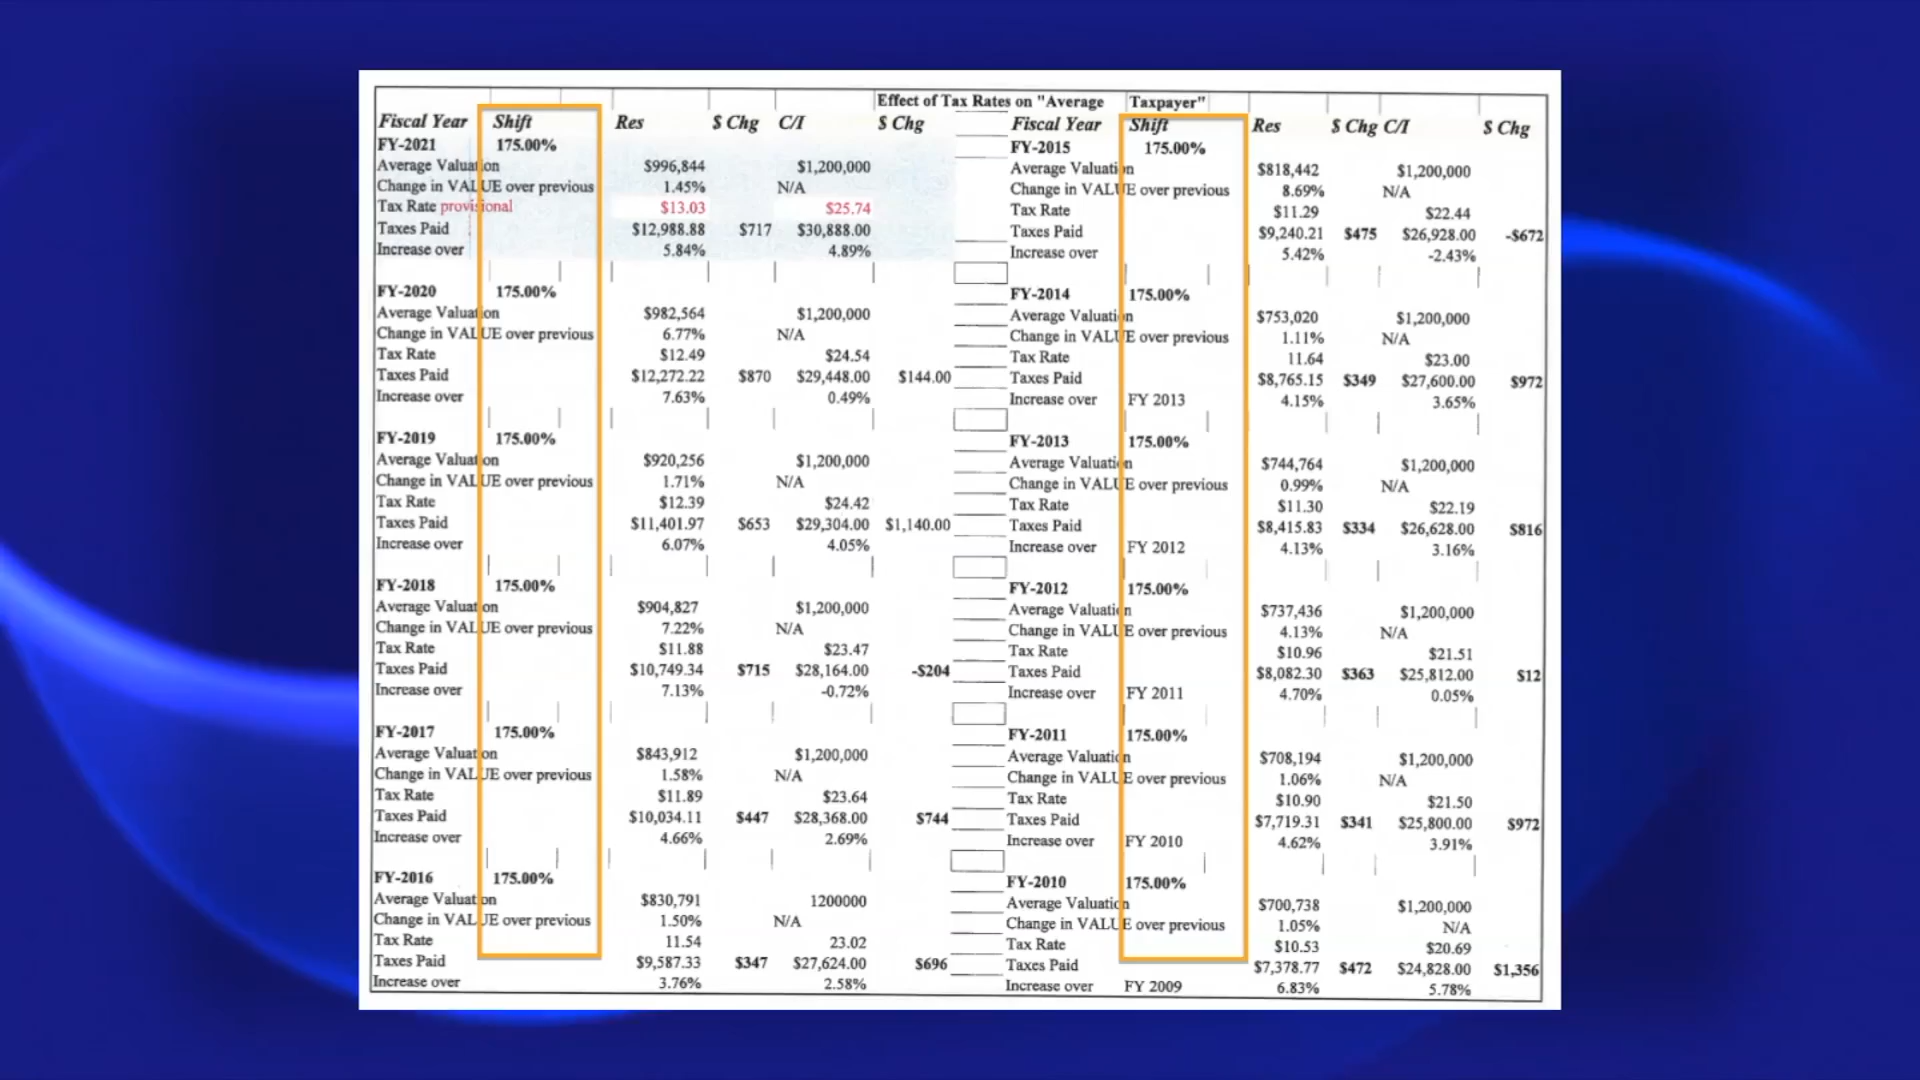 Effect of Tax Rates on "Average Taxpayer"
Fiscal Year Shift Res $ Chg C/I $ Chg
FY-2021 175.00%
Average Valuation $996,844 $1,200,000
Change in VALUE over previous 1.45% N/A
Tax Rate provisional $13.03 $25.74
Taxes Paid $12,988.88 $717 $30,888.00
Increase over 5.84% 4.89%
FY-2020 175.00%
Average Valuation $982,564 $1,200,000
Change in VALUE over previous 6.77% N/A
Tax Rate $12.49 $24.54
Taxes Paid $12,272.22 $870 $29,448.00 $144.00
Increase over 7.63% 0.49%
FY-2019 175.00%
Average Valuation $920,256 $1,200,000
Change in VALUE over previous 1.71% N/A
Tax Rate $12.39 $24.42
Taxes Paid $11,401.97 $653 $29,304.00 $1,140.00
Increase over 6.07% 4.05%
FY-2018 175.00%
Average Valuation $904,827 $1,200,000
Change in VALUE over previous 7.22% N/A
Tax Rate $11.88 $23.47
Taxes Paid $10,749.34 $715 $28,164.00 -$204
Increase over 7.13% -0.72%
FY-2017 175.00%
Average Valuation $843,912 $1,200,000
Change in VALUE over previous 1.58% N/A
Tax Rate $11.89 $23.64
Taxes Paid $10,034.11 $447 $28,368.00 $744
Increase over 4.66% 2.69%
FY-2016 175.00%
Average Valuation $830,791 1200000
Change in VALUE over previous 1.50% N/A
Tax Rate 11.54 23.02
Taxes Paid $9,587.33 $347 $27,624.00 $696
Increase over 3.76% 2.58%
Fiscal Year Shift Res $ Chg C/I $ Chg
FY-2015 175.00%
Average Valuation $818,442 $1,200,000
Change in VALUE over previous 8.69% N/A
Tax Rate $11.29 $22.44
Taxes Paid $9,240.21 $475 $26,928.00 -$672
Increase over 5.42% -2.43%
FY-2014 175.00%
Average Valuation $753,020 $1,200,000
Change in VALUE over previous 1.11% N/A
Tax Rate 11.64 $23.00
Taxes Paid $8,765.15 $349 $27,600.00 $972
Increase over FY 2013 4.15% 3.65%
FY-2013 175.00%
Average Valuation $744,764 $1,200,000
Change in VALUE over previous 0.99% N/A
Tax Rate $11.30 $22.19
Taxes Paid $8,415.83 $334 $26,628.00 $816
Increase over FY 2012 4.13% 3.16%
FY-2012 175.00%
Average Valuation $737,436 $1,200,000
Change in VALUE over previous 4.13% N/A
Tax Rate $10.96 $21.51
Taxes Paid $8,082.30 $363 $25,812.00 $12
Increase over FY 2011 4.70% 0.05%
FY-2011 175.00%
Average Valuation $708,194 $1,200,000
Change in VALUE over previous 1.06% N/A
Tax Rate $10.90 $21.50
Taxes Paid $7,719.31 $341 $25,800.00 $972
Increase over FY 2010 4.62% 3.91%
FY-2010 175.00%
Average Valuation $700,738 $1,200,000
Change in VALUE over previous 1.05% N/A
Tax Rate $10.53 $20.69
Taxes Paid $7,378.77 $472 $24,828.00 $1,356
Increase over FY 2009 6.83% 5.78%